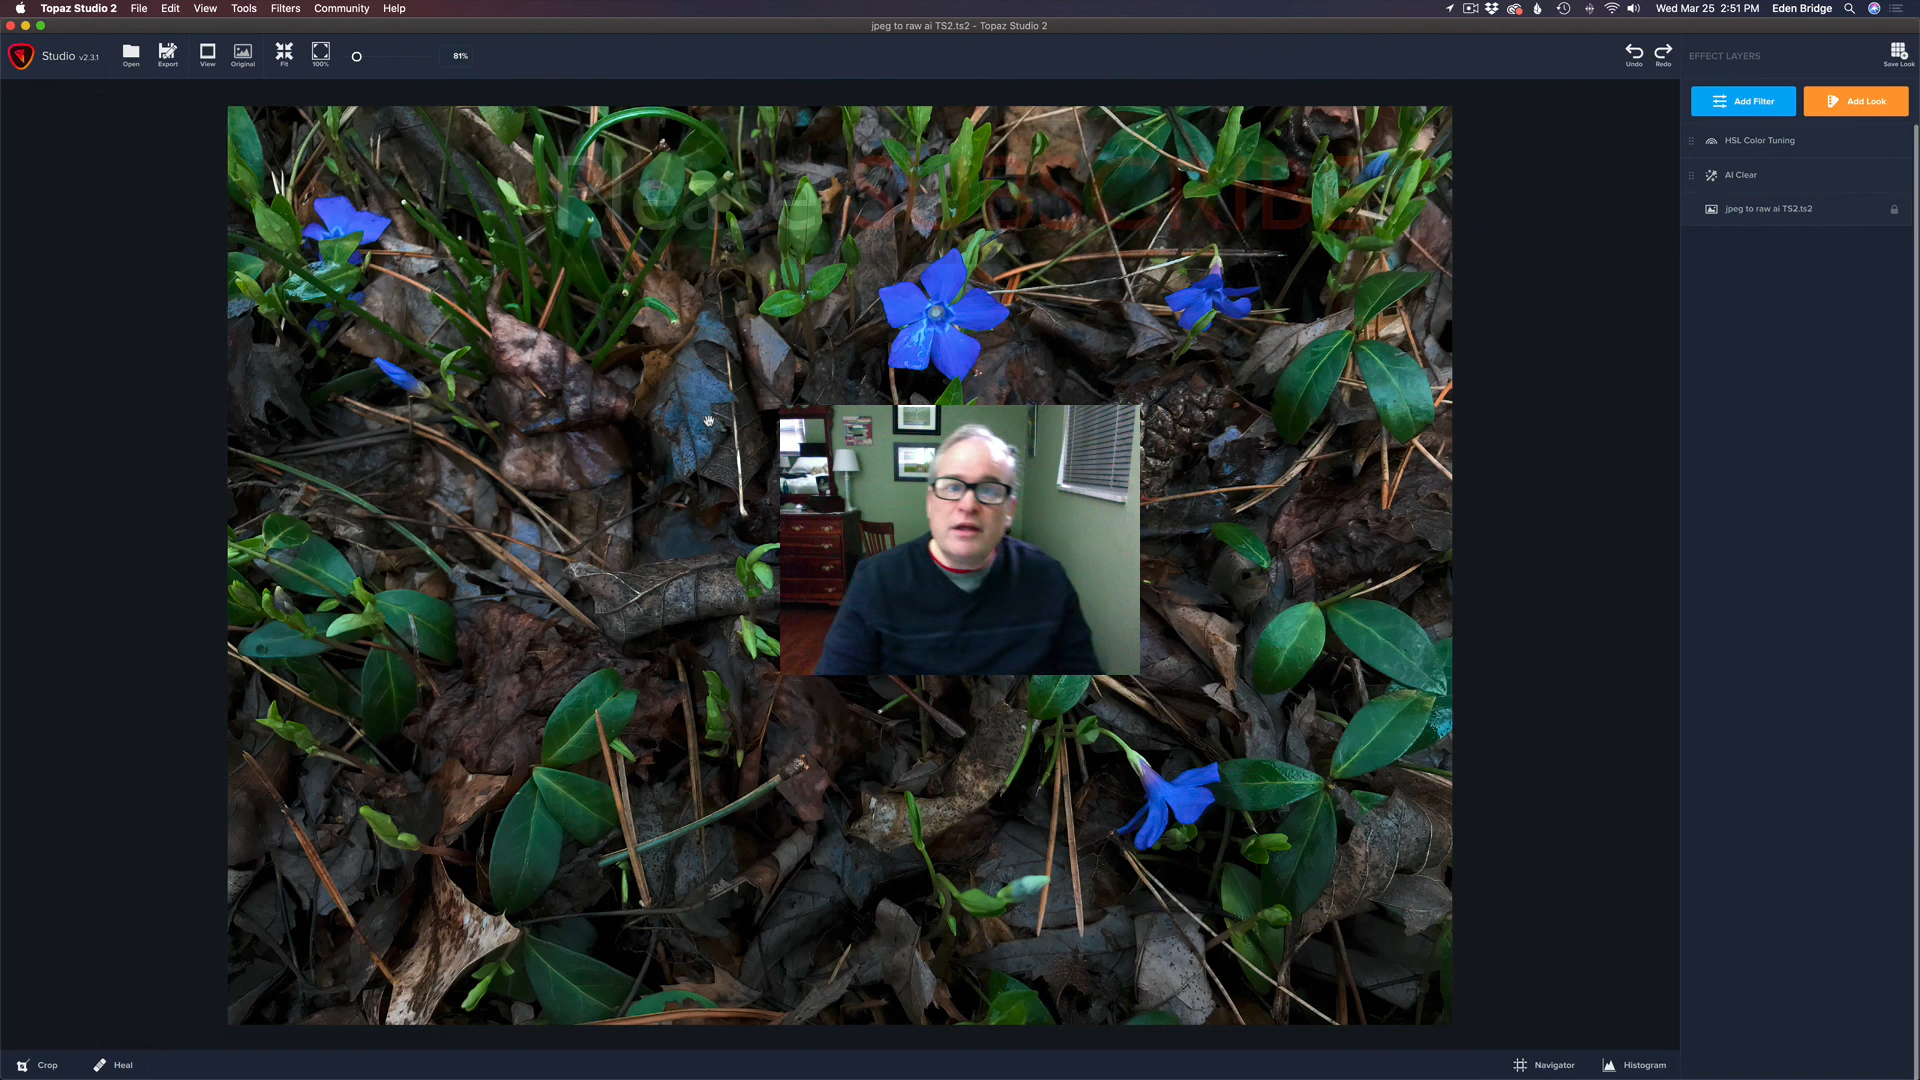 Topaz Studio 2 File Edit View Tools Filters Community Help
Wed Mar 25 2:51 PM Eden Bridge
jpeg to raw ai TS2.ts2 - Topaz Studio 2
Studio v2.3.1
Open
Export
View
Original
Fit
100%
81%
Undo
Redo
EFFECT LAYERS
Save Look
Add Filter
Add Look
HSL Color Tuning
AI Clear
jpeg to raw ai TS2.ts2
Please SUBSCRIBE
Crop
Heal
Navigator
Histogram